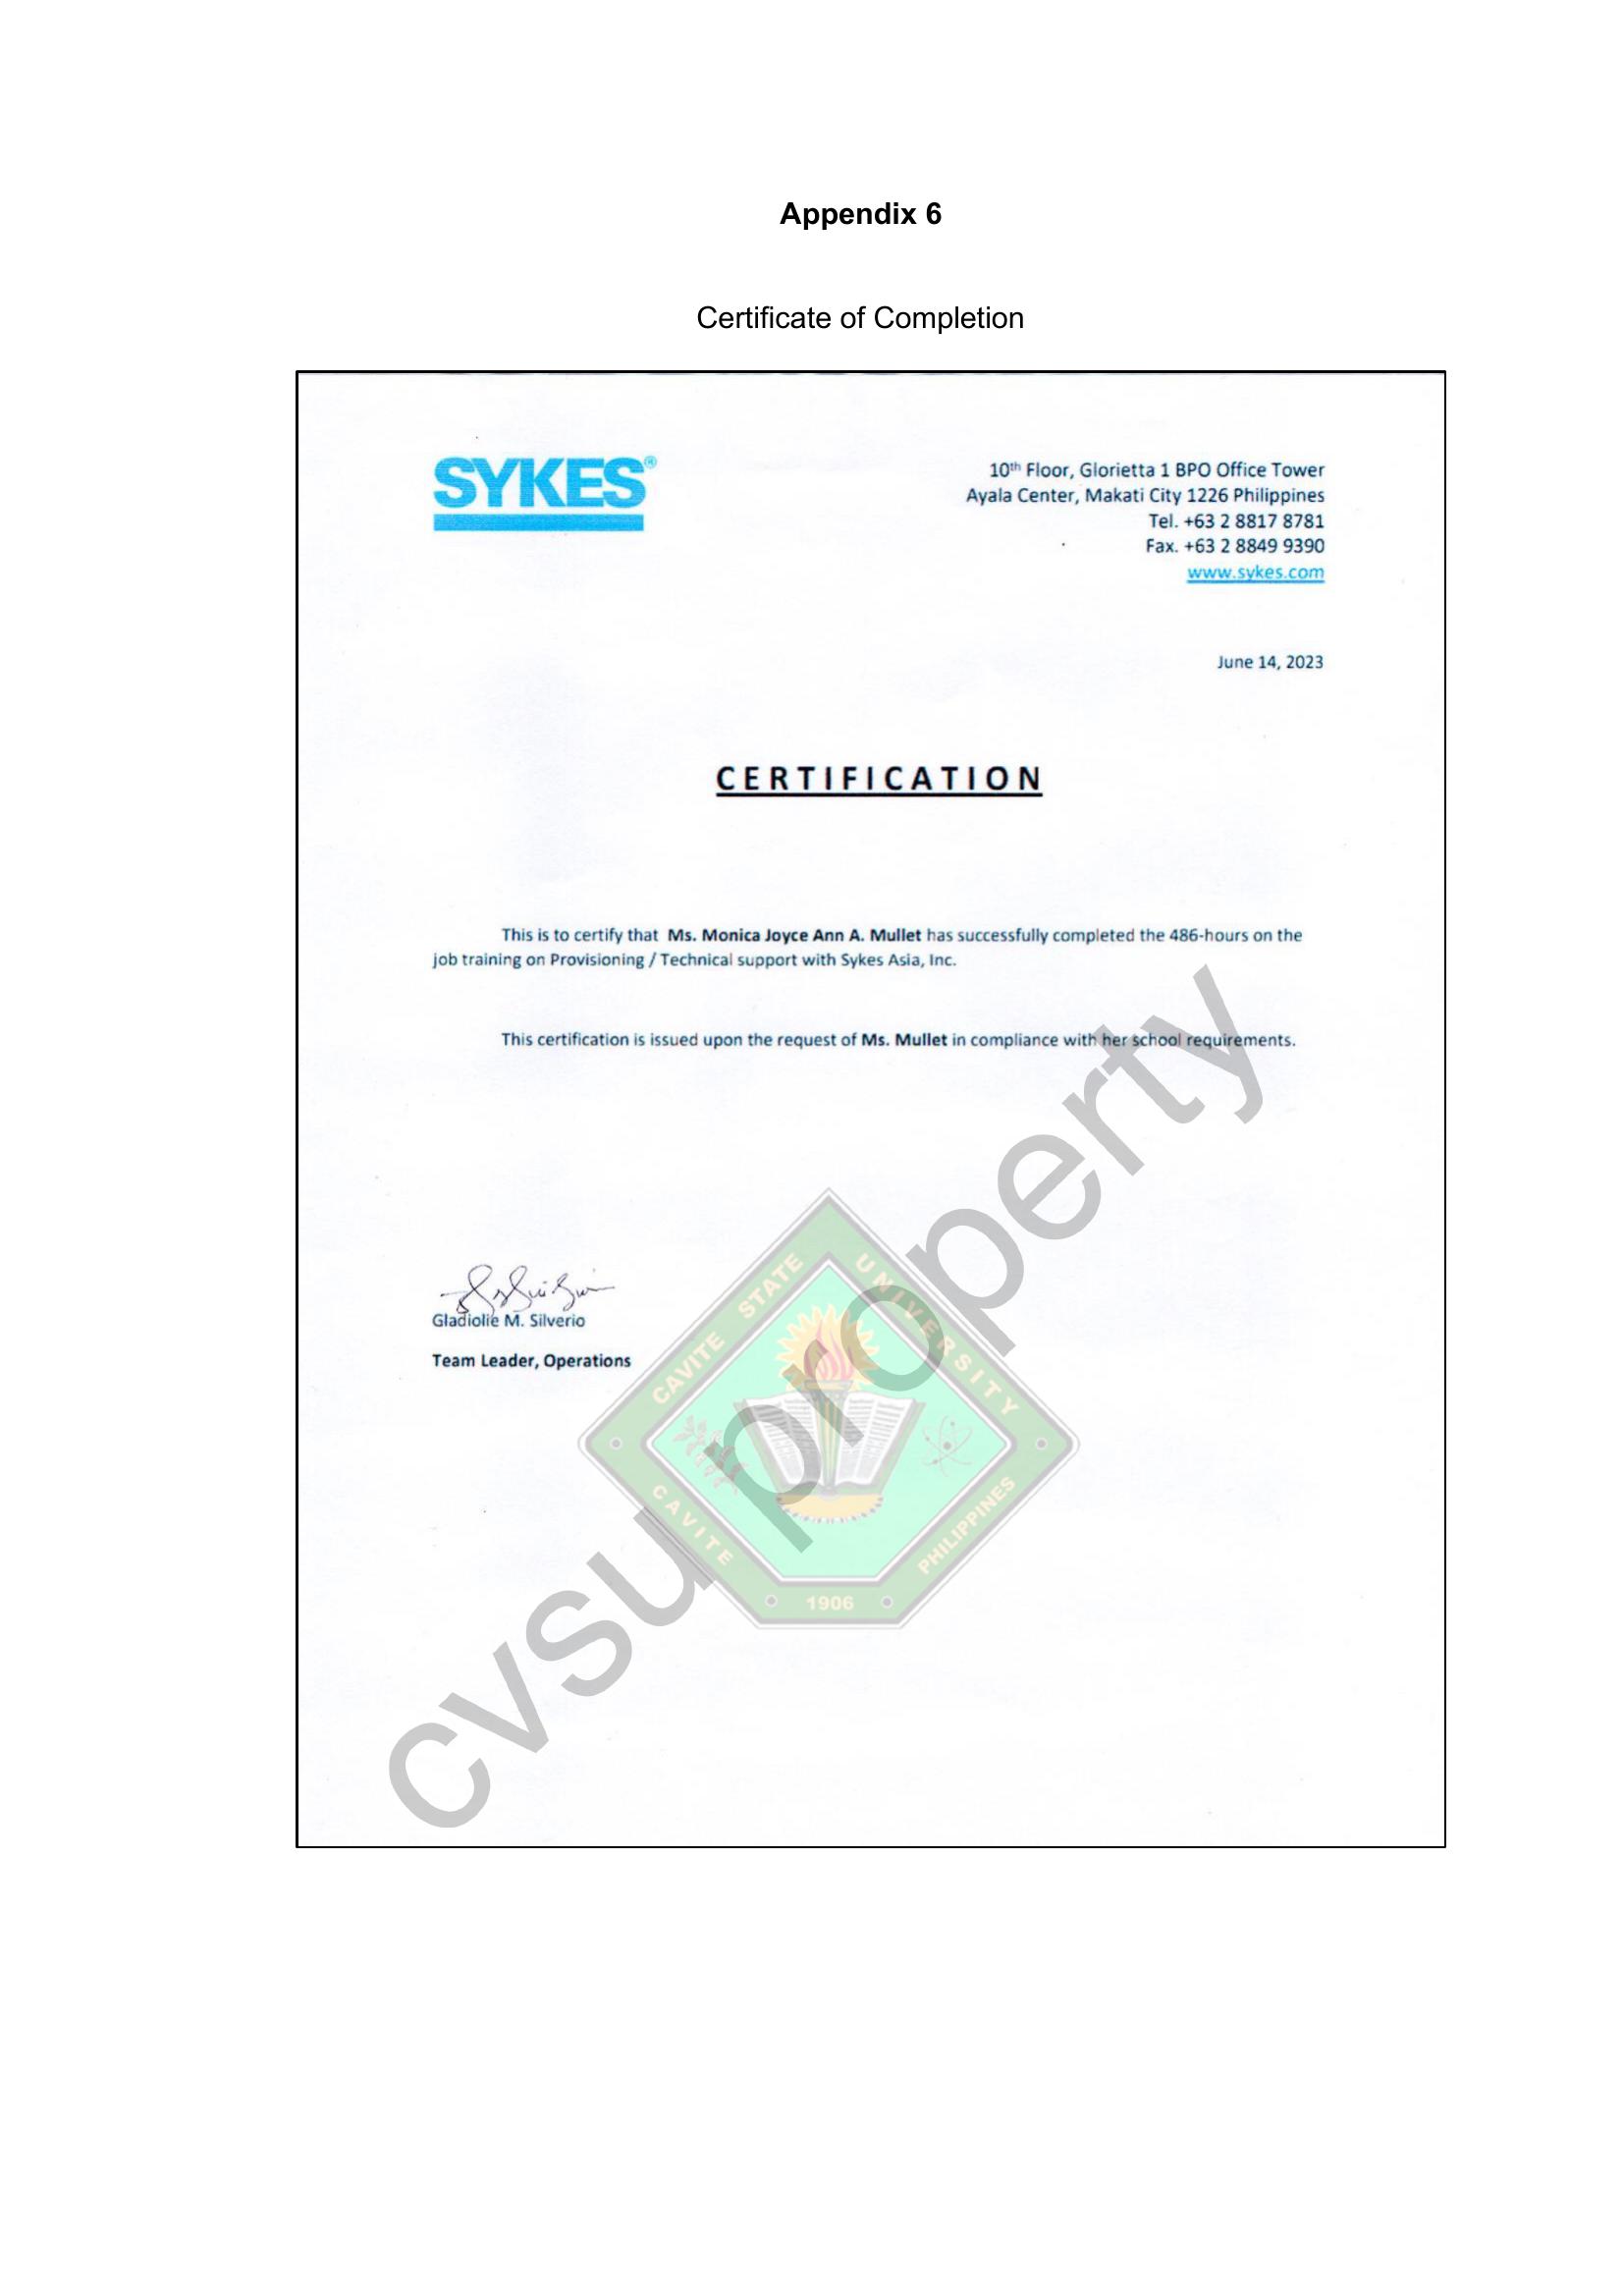 Appendix 6
Certificate of Completion
SYKES®
10th Floor, Glorietta 1 BPO Office Tower
Ayala Center, Makati City 1226 Philippines
Tel. +63 2 8817 8781
Fax. +63 2 8849 9390
www.sykes.com
June 14, 2023
CERTIFICATION
This is to certify that Ms. Monica Joyce Ann A. Mullet has successfully completed the 486-hours on the
job training on Provisioning / Technical support with Sykes Asia, Inc.
This certification is issued upon the request of Ms. Mullet in compliance with her school requirements.
Gladiolie M. Silverio
Team Leader, Operations
CAVITE STATE UNIVERSITY
CAVITE
PHILIPPINES
1906
cvsu property